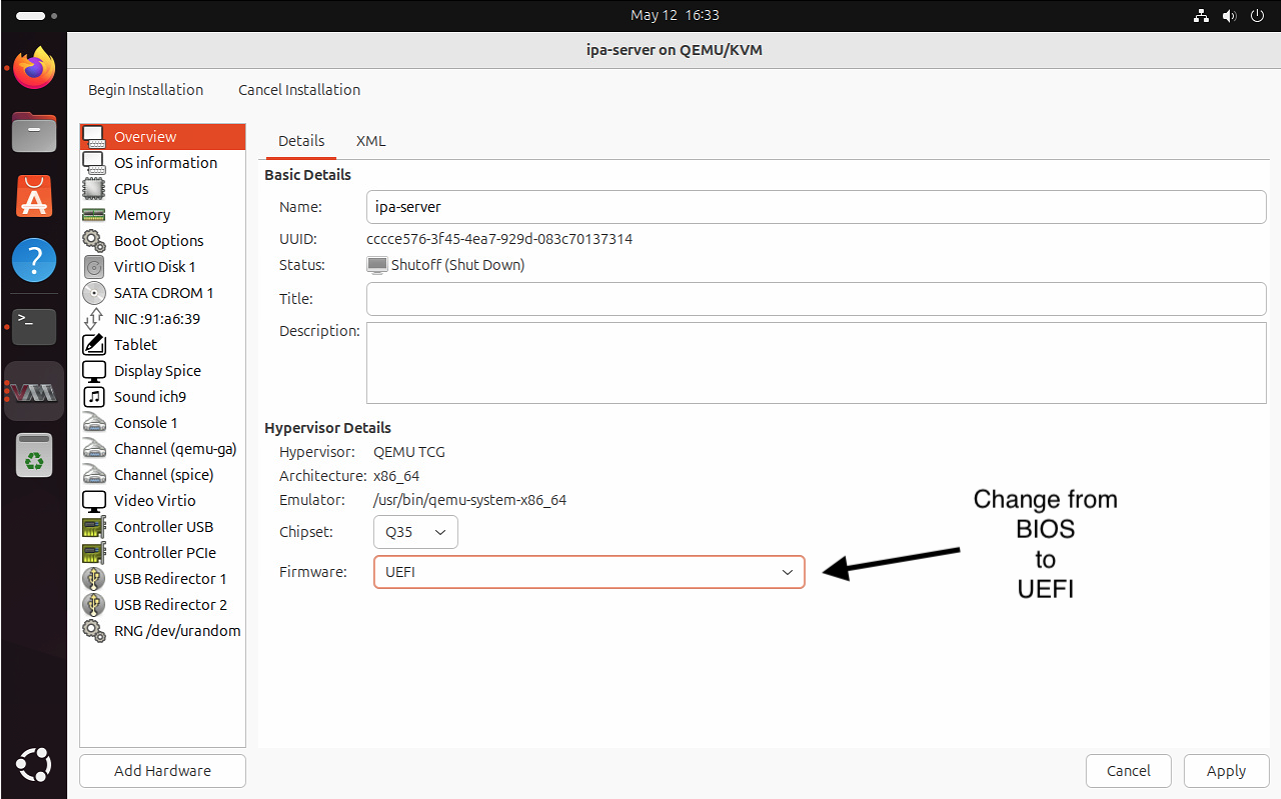 May 12 16:33
ipa-server on QEMU/KVM
Begin Installation Cancel Installation
Overview
OS information
CPUs
Memory
Boot Options
VirtIO Disk 1
SATA CDROM 1
NIC :91:a6:39
Tablet
Display Spice
Sound ich9
Console 1
Channel (qemu-ga)
Channel (spice)
Video Virtio
Controller USB
Controller PCIe
USB Redirector 1
USB Redirector 2
RNG /dev/urandom
Add Hardware
Details XML
Basic Details
Name: ipa-server
UUID: cccce576-3f45-4ea7-929d-083c70137314
Status: Shutoff (Shut Down)
Title:
Description:
Hypervisor Details
Hypervisor: QEMU TCG
Architecture: x86_64
Emulator: /usr/bin/qemu-system-x86_64
Chipset: Q35
Firmware: UEFI
Change from
BIOS
to
UEFI
Cancel Apply